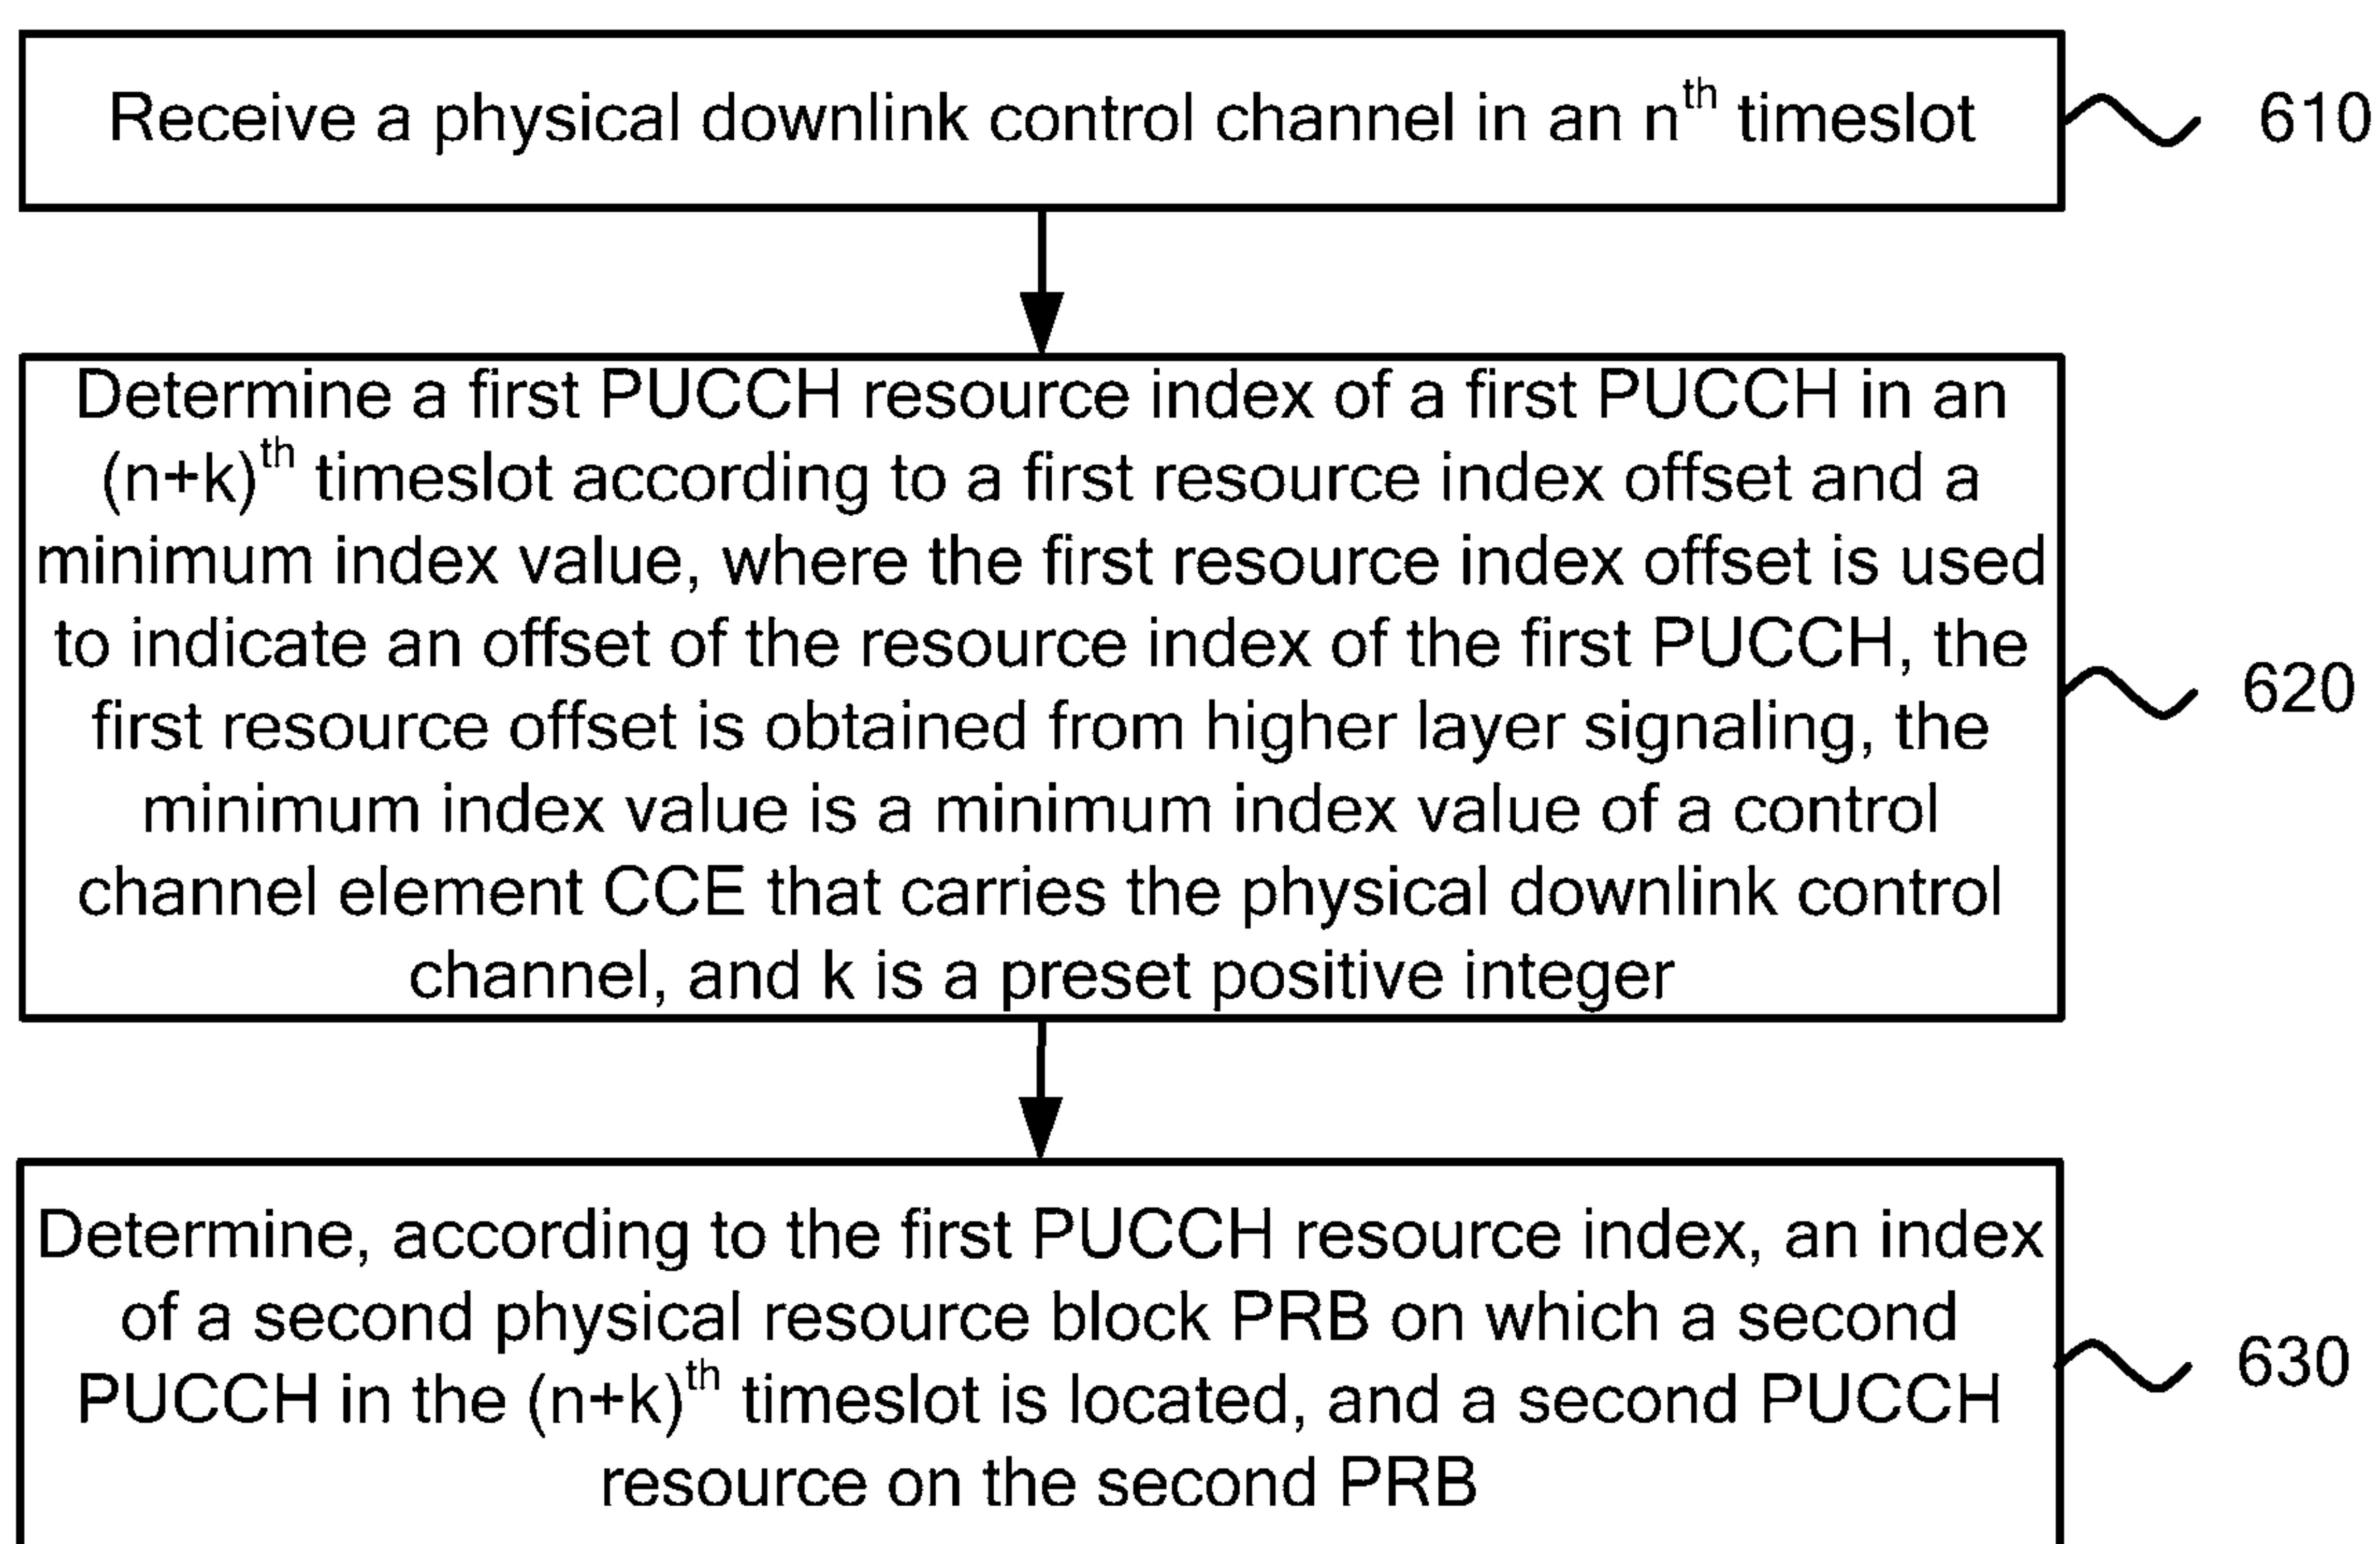 Receive a physical downlink control channel in an nth timeslot
610
Determine a first PUCCH resource index of a first PUCCH in an
(n+k)th timeslot according to a first resource index offset and a
minimum index value, where the first resource index offset is used
to indicate an offset of the resource index of the first PUCCH, the
first resource offset is obtained from higher layer signaling, the
minimum index value is a minimum index value of a control
channel element CCE that carries the physical downlink control
channel, and k is a preset positive integer
620
Determine, according to the first PUCCH resource index, an index
of a second physical resource block PRB on which a second
PUCCH in the (n+k)th timeslot is located, and a second PUCCH
resource on the second PRB
630